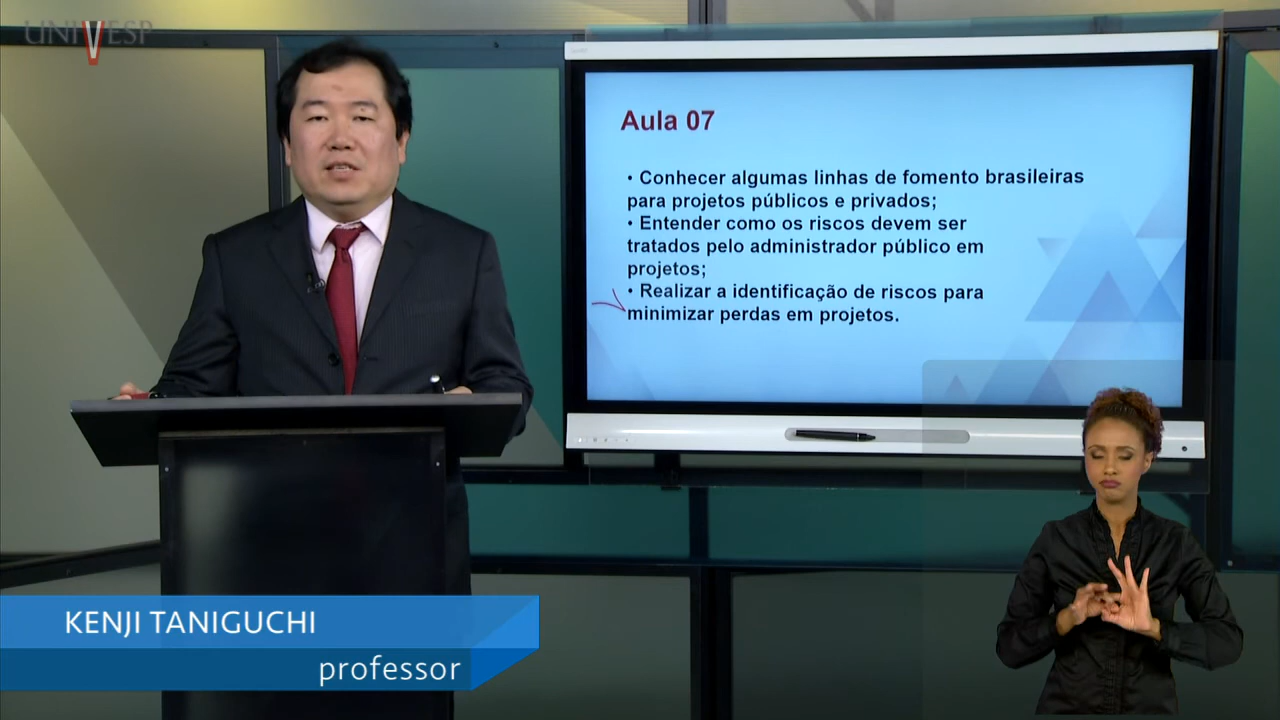 UNIVESP
Aula 07
• Conhecer algumas linhas de fomento brasileiras
para projetos públicos e privados;
• Entender como os riscos devem ser
tratados pelo administrador público em
projetos;
• Realizar a identificação de riscos para
minimizar perdas em projetos.
KENJI TANIGUCHI
professor